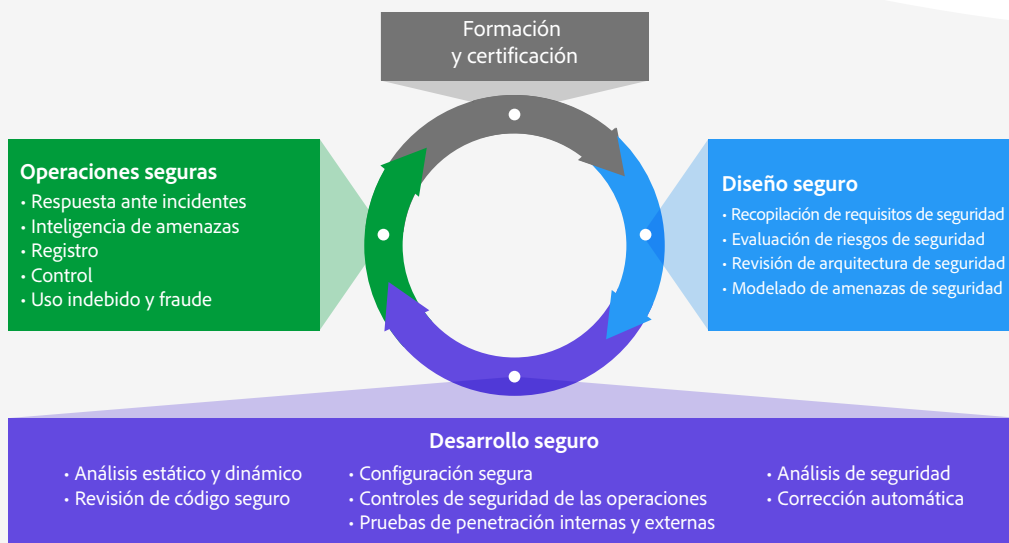 Formación
y certificación
Operaciones seguras
• Respuesta ante incidentes
• Inteligencia de amenazas
• Registro
• Control
• Uso indebido y fraude
Diseño seguro
• Recopilación de requisitos de seguridad
• Evaluación de riesgos de seguridad
• Revisión de arquitectura de seguridad
• Modelado de amenazas de seguridad
Desarrollo seguro
• Análisis estático y dinámico
• Revisión de código seguro
• Configuración segura
• Controles de seguridad de las operaciones
• Pruebas de penetración internas y externas
• Análisis de seguridad
• Corrección automática